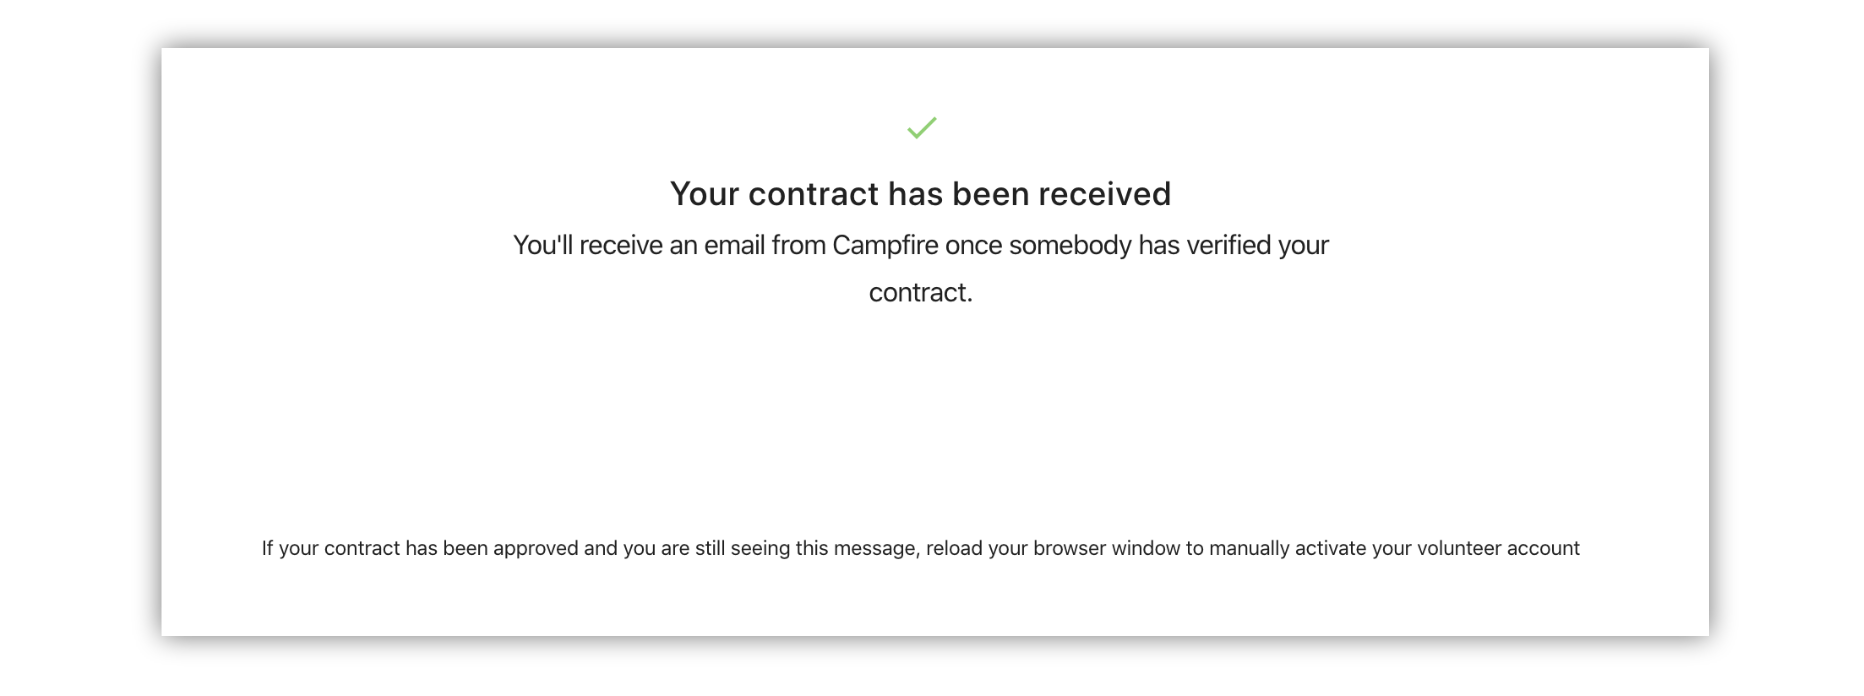 Your contract has been received
You'll receive an email from Campfire once somebody has verified your
contract.
If your contract has been approved and you are still seeing this message, reload your browser window to manually activate your volunteer account